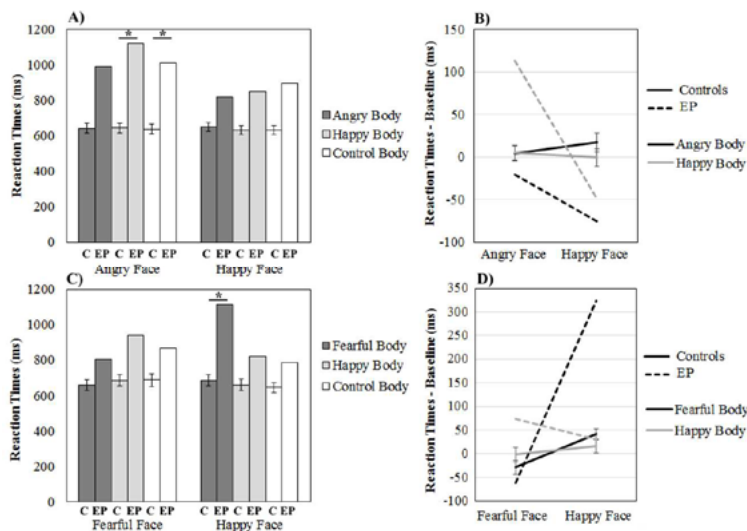 A)
Reaction Times (ms)
1200
1000
800
600
400
200
0
* *
C EP C EP C EP C EP C EP C EP
Angry Face Happy Face
Angry Body
Happy Body
Control Body
B)
Reaction Times - Baseline (ms)
150
100
50
0
-50
-100
Angry Face Happy Face
Controls
EP
Angry Body
Happy Body
C)
Reaction Times (ms)
1200
1000
800
600
400
200
0
*
C EP C EP C EP C EP C EP C EP
Fearful Face Happy Face
Fearful Body
Happy Body
Control Body
D)
Reaction Times - Baseline (ms)
350
300
250
200
150
100
50
0
-50
-100
Fearful Face Happy Face
Controls
EP
Fearful Body
Happy Body